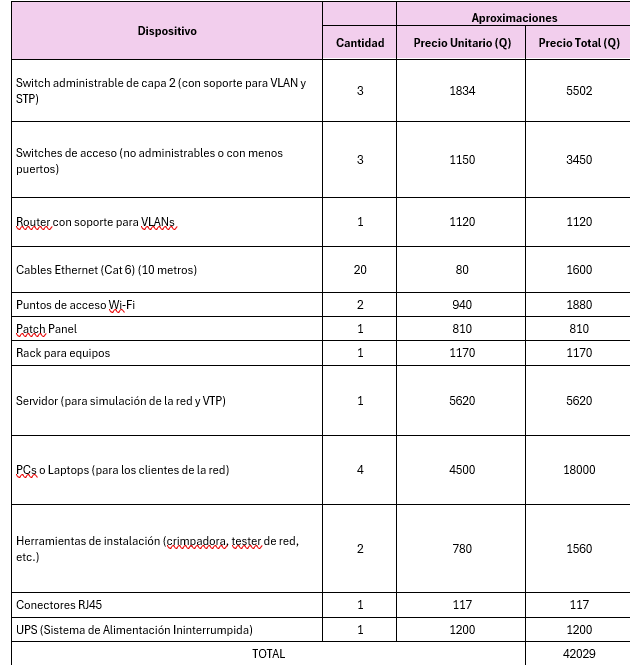 Dispositivo
Aproximaciones
Cantidad Precio Unitario (Q) Precio Total (Q)
Switch administrable de capa 2 (con soporte para VLAN y
STP) 3 1834 5502
Switches de acceso (no administrables o con menos
puertos) 3 1150 3450
Router con soporte para VLANs 1 1120 1120
Cables Ethernet (Cat 6) (10 metros) 20 80 1600
Puntos de acceso Wi-Fi 2 940 1880
Patch Panel 1 810 810
Rack para equipos 1 1170 1170
Servidor (para simulación de la red y VTP) 1 5620 5620
PCs o Laptops (para los clientes de la red) 4 4500 18000
Herramientas de instalación (crimpadora, tester de red,
etc.) 2 780 1560
Conectores RJ45 1 117 117
UPS (Sistema de Alimentación Ininterrumpida) 1 1200 1200
TOTAL 42029